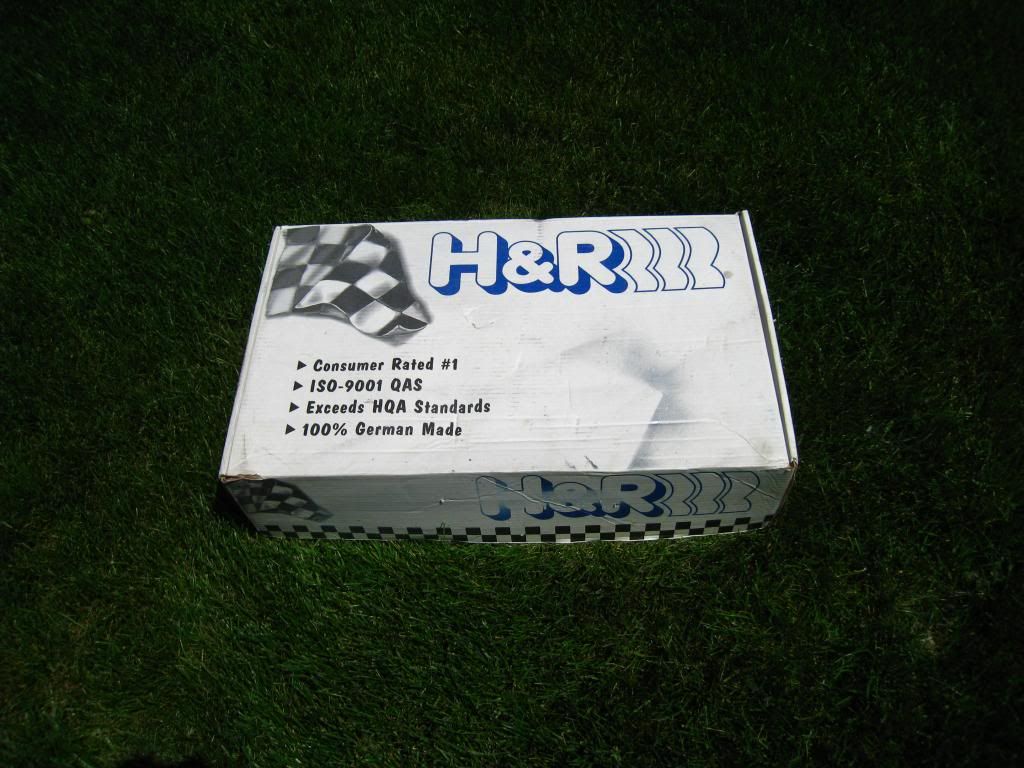 H&R
Consumer Rated #1
ISO-9001 QAS
Exceeds HQA Standards
100% German Made
H&R